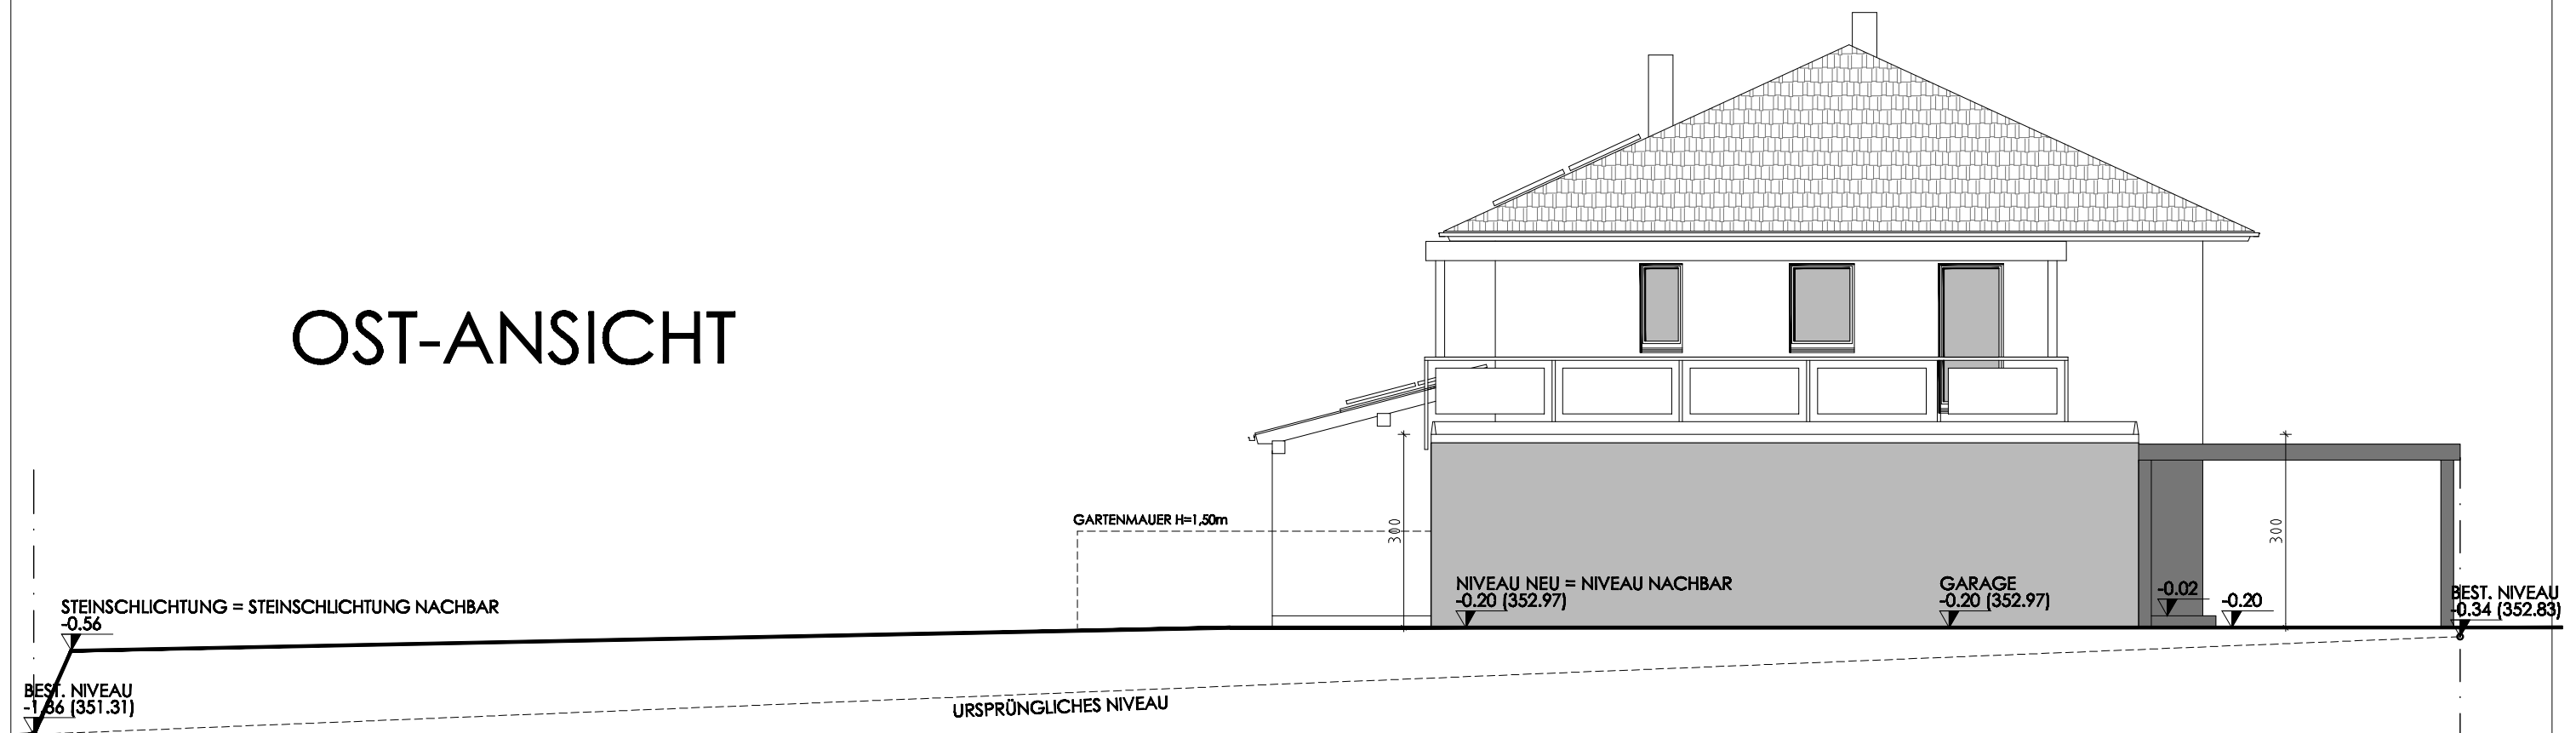 OST-ANSICHT
GARTENMAUER H=1,50m
300
300
STEINSCHLICHTUNG = STEINSCHLICHTUNG NACHBAR
-0.56
NIVEAU NEU = NIVEAU NACHBAR
-0.20 (352.97)
GARAGE
-0.20 (352.97)
-0.02
-0.20
BEST. NIVEAU
-0.34 (352.83)
BEST. NIVEAU
-1.86 (351.31)
URSPRÜNGLICHES NIVEAU